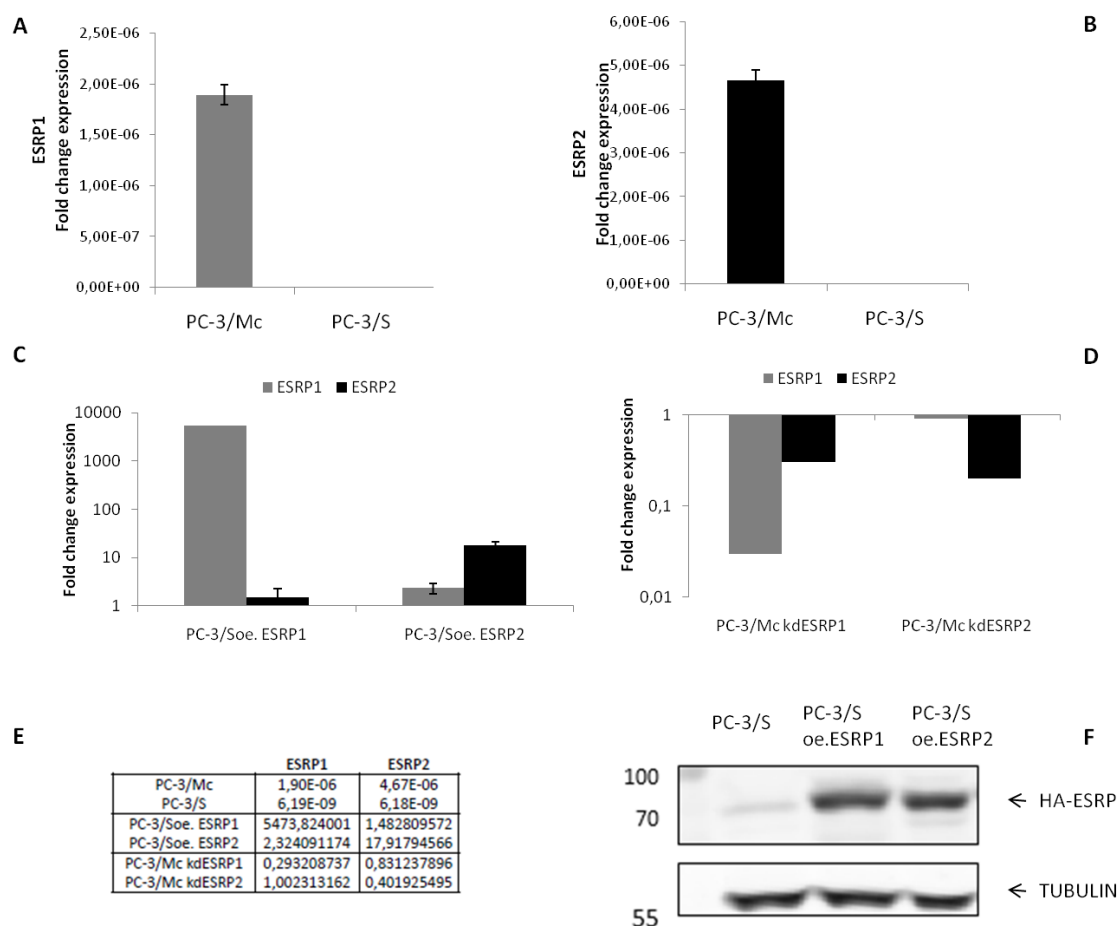 A
ESRP1
Fold change expression
2,50E-06
2,00E-06
1,50E-06
1,00E-06
5,00E-07
0,00E+00
PC-3/Mc
PC-3/S
B
ESRP2
Fold change expression
6,00E-06
5,00E-06
4,00E-06
3,00E-06
2,00E-06
1,00E-06
0,00E+00
PC-3/Mc
PC-3/S
C
ESRP1
ESRP2
Fold change expression
10000
1000
100
10
1
PC-3/Soe. ESRP1
PC-3/Soe. ESRP2
D
ESRP1
ESRP2
Fold change expression
1
0,1
0,01
PC-3/Mc kdESRP1
PC-3/Mc kdESRP2
E
ESRP1 ESRP2
PC-3/Mc 1,90E-06 4,67E-06
PC-3/S 6,19E-09 6,18E-09
PC-3/Soe. ESRP1 5473,824001 1,482809572
PC-3/Soe. ESRP2 2,324091174 17,91794566
PC-3/Mc kdESRP1 0,293208737 0,831237896
PC-3/Mc kdESRP2 1,002313162 0,401925495
F
PC-3/S
PC-3/S
oe.ESRP1
PC-3/S
oe.ESRP2
100
70
55
HA-ESRP
TUBULIN